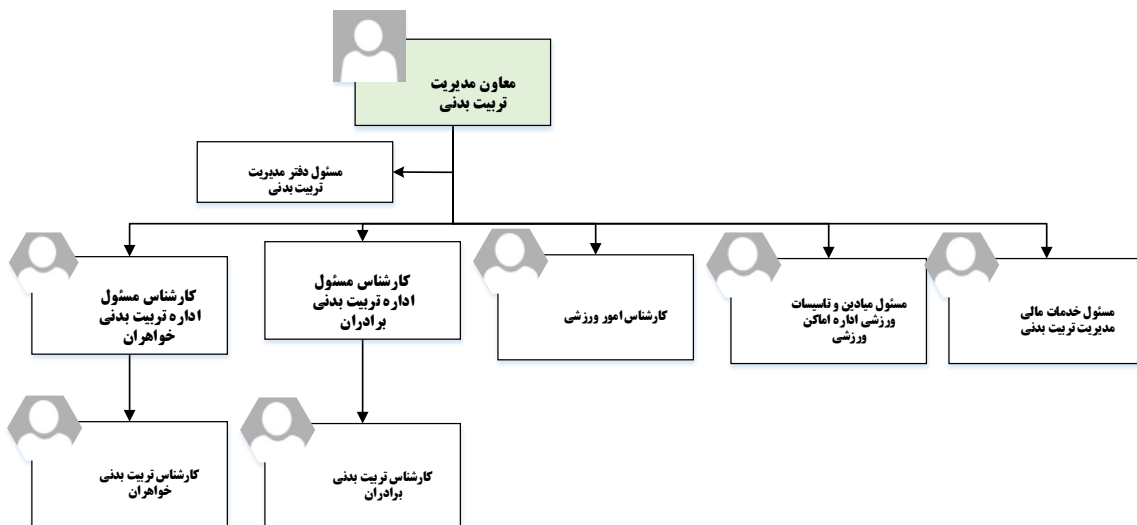 معاون مدیریت
تربیت بدنی
مسئول دفتر مدیریت
تربیت بدنی
مسئول خدمات مالی
مدیریت تربیت بدنی
مسئول میادین و تاسیسات
ورزشی اداره اماکن
ورزشی
کارشناس امور ورزشی
کارشناس مسئول
اداره تربیت بدنی
برادران
کارشناس مسئول
اداره تربیت بدنی
خواهران
کارشناس تربیت بدنی
برادران
کارشناس تربیت بدنی
خواهران